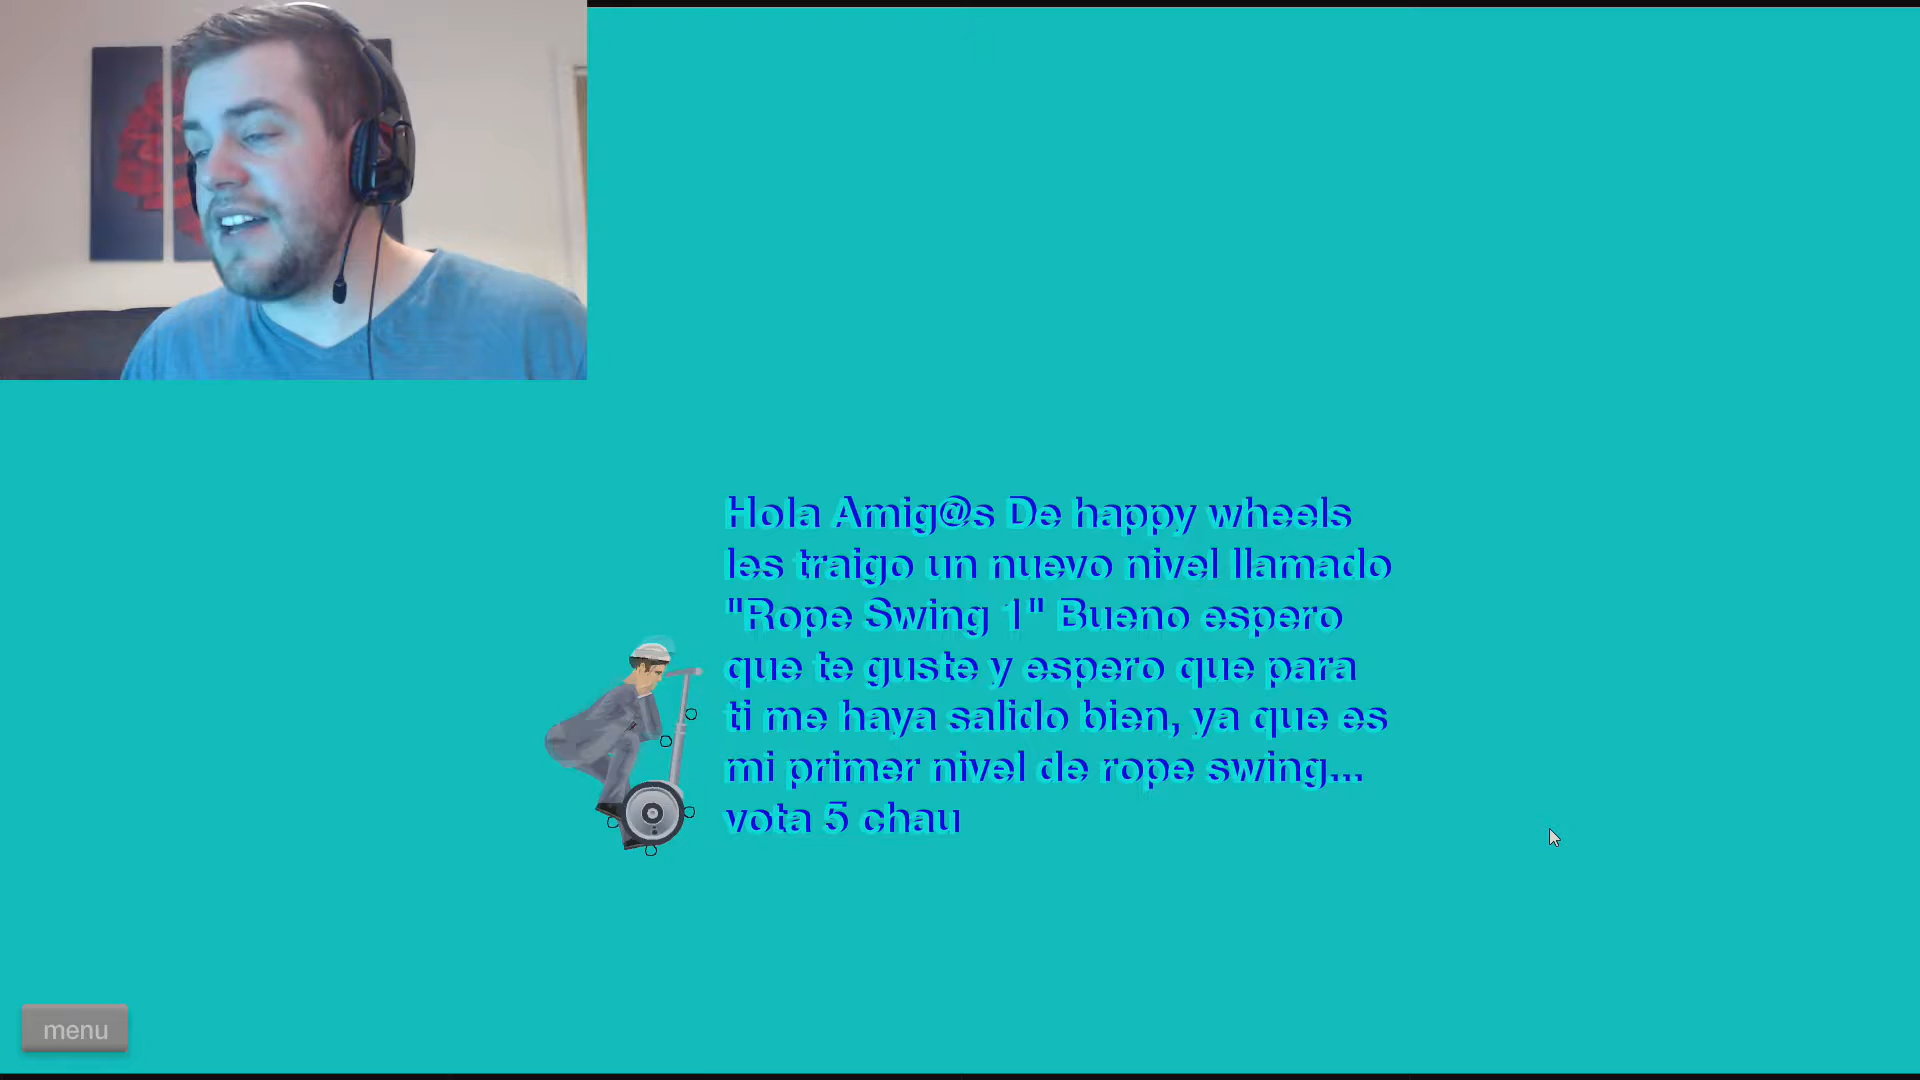 Hola Amig@s De happy wheels
les traigo un nuevo nivel llamado
"Rope Swing 1" Bueno espero
que te guste y espero que para
ti me haya salido bien, ya que es
mi primer nivel de rope swing...
vota 5 chau
menu